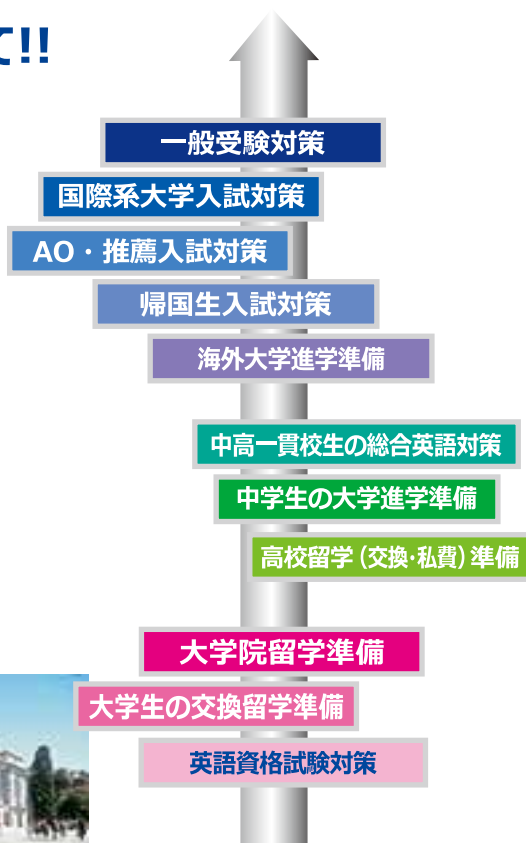 て!!
一般受験対策
国際系大学入試対策
AO・推薦入試対策
帰国生入試対策
海外大学進学準備
中高一貫校生の総合英語対策
中学生の大学進学準備
高校留学(交換・私費)準備
大学院留学準備
大学生の交換留学準備
英語資格試験対策